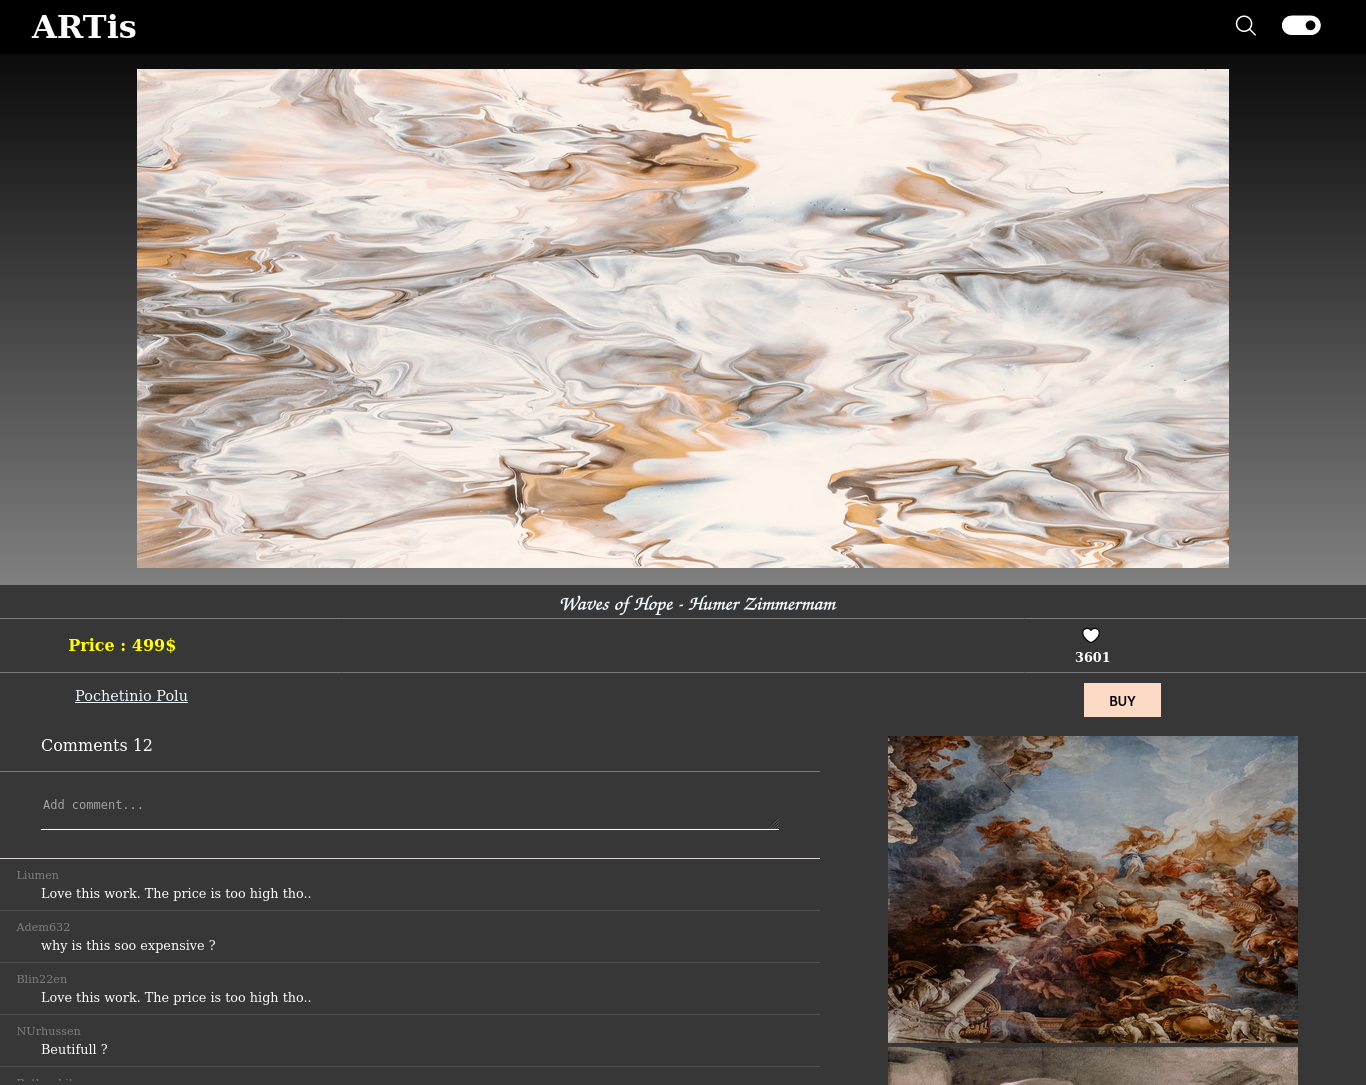 ARTis
Waves of Hope - Humer Zimmermam
Price : 499$
3601
Pochetinio Polu
BUY
Comments 12
Add comment...
Liumen
Love this work. The price is too high tho..
Adem632
why is this soo expensive ?
Blin22en
Love this work. The price is too high tho..
NUrhussen
Beutifull ?